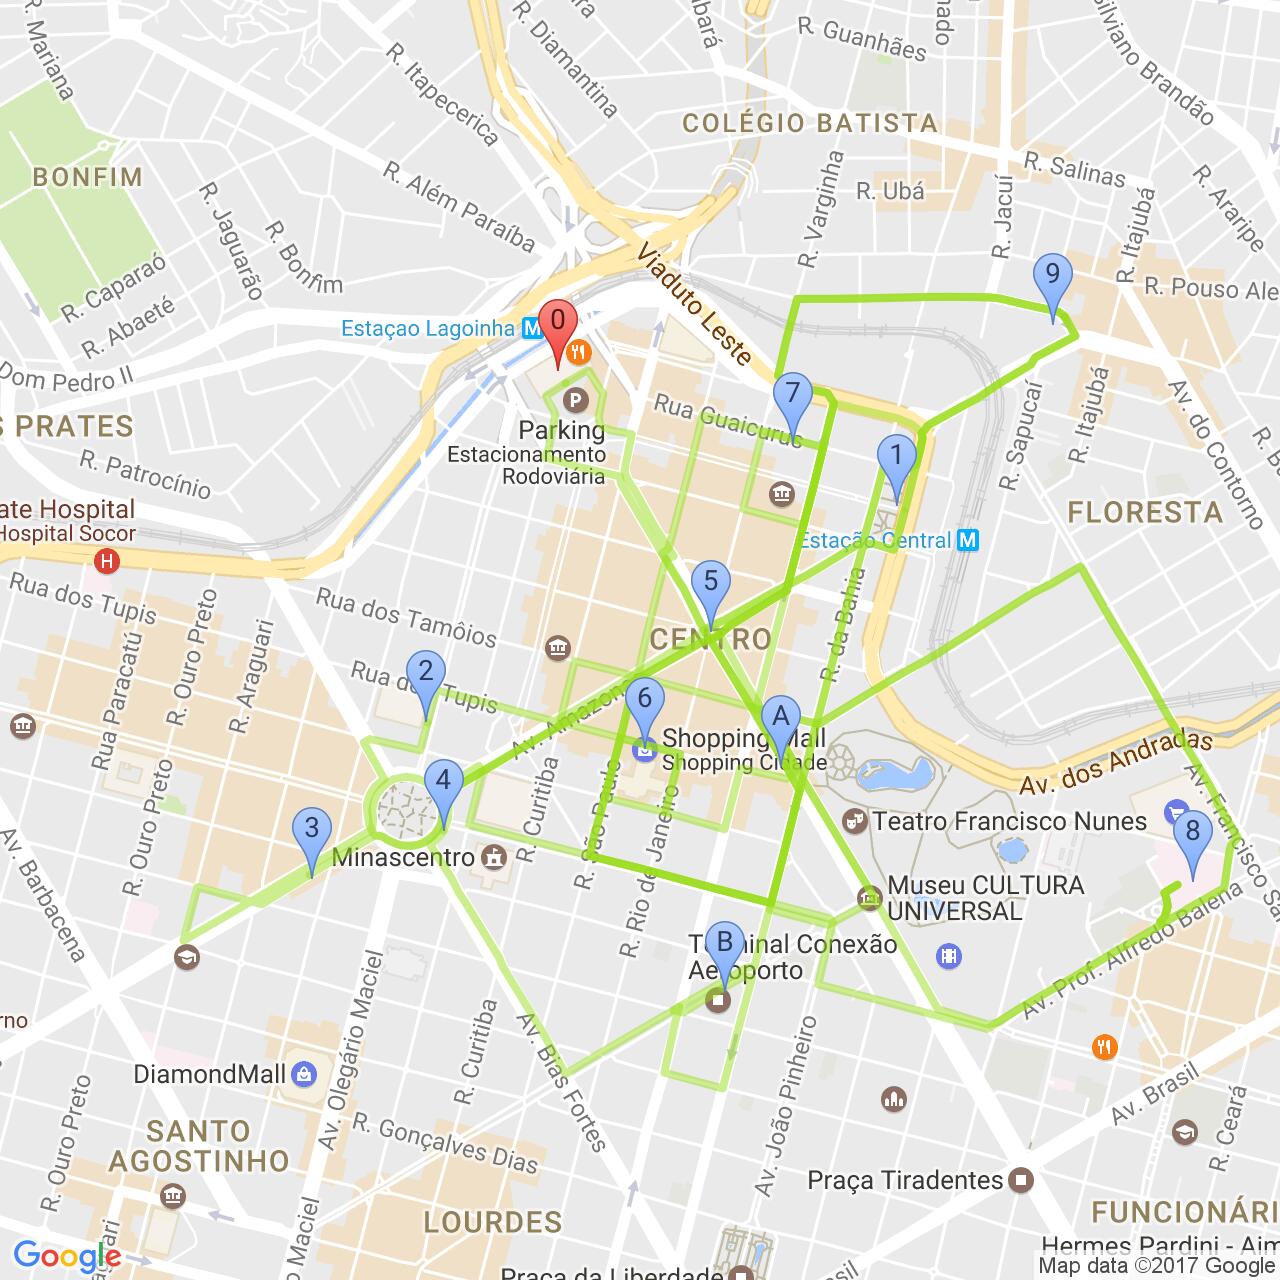 R. Mariana
R. Diamantina
R. Itapecerica
R. Guanhães
Silviano Brandão
COLÉGIO BATISTA
R. Salinas
BONFIM
R. Além Paraíba
R. Varginha
R. Ubá
R. Jacuí
R. Itajubá
R. Araripe
R. Jaguarão
R. Bonfim
Viaduto Leste
R. Caparaó
R. Abaeté
9
R. Pouso Ale
Estaçao Lagoinha M
0
Dom Pedro II
7
Rua Guaicurus
P
Parking
Estacionamento
Rodoviária
S PRATES
R. Patrocínio
1
R. Sapucaí
R. Itajubá
Av. do Contorno
ate Hospital
Hospital Socor
H
FLORESTA
Estação Central M
Rua dos Tupis
R. Ouro Preto
Rua dos Tamôios
5
CENTRO
R. da Bahia
Rua Paracatú
R. Araguari
2
Rua dos Tupis
6
Av. Amazonas
A
Shopping Mall
Shopping Cidade
Av. dos Andradas
4
R. Curitiba
R. São Paulo
R. Rio de Janeiro
Teatro Francisco Nunes
8
Av. Francisco Sa
3
Minascentro
R. Ouro Preto
Av. Barbacena
Museu CULTURA
UNIVERSAL
B
Terminal Conexão
Aeroporto
Av. Prof. Alfredo Balena
rno
R. Curitiba
Av. Bias Fortes
Av. Olegário Maciel
Av. João Pinheiro
DiamondMall
R. Ouro Preto
R. Gonçalves Dias
Av. Brasil
R. Ceará
SANTO
AGOSTINHO
Praça Tiradentes
LOURDES
FUNCIONÁRI
Maciel
Hermes Pardini - Aim
Google
Praça da Liberdade
Map data ©2017 Google